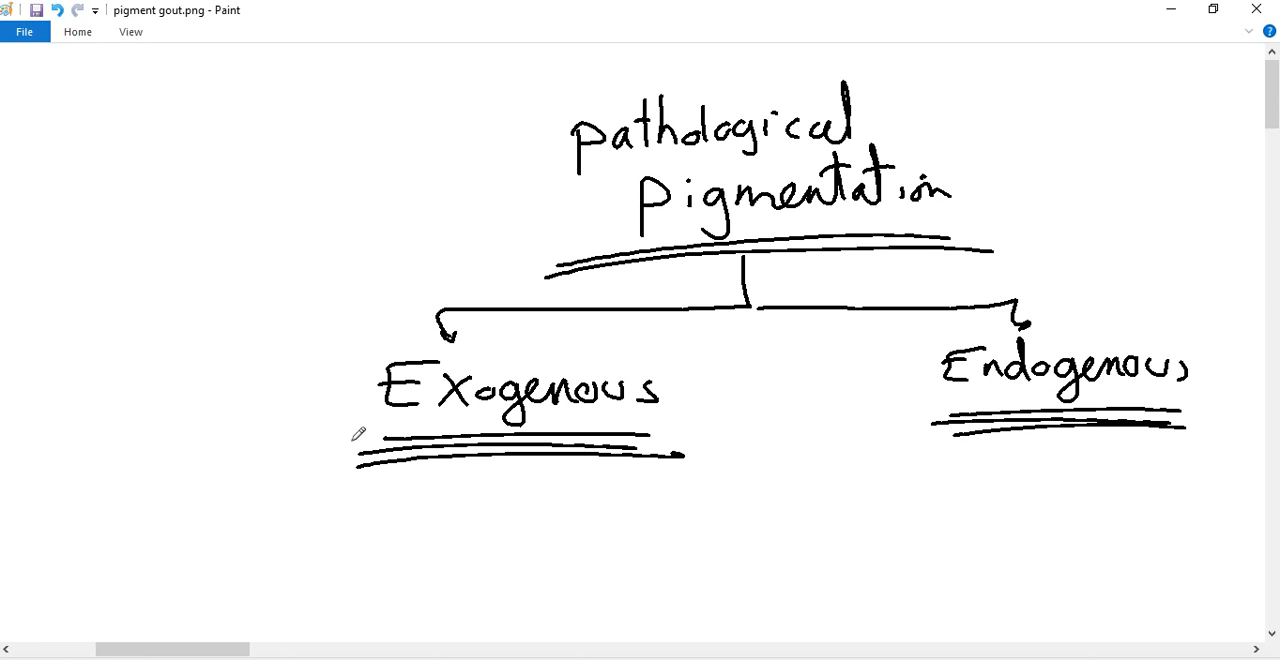 pigment gout.png - Paint
File Home View
pathological
pigmentation
Exogenous
Endogenous